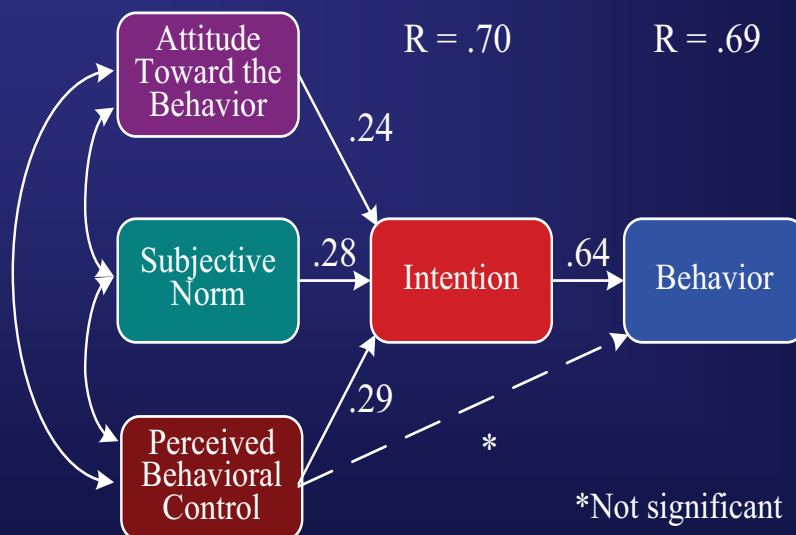 Attitude
Toward the
Behavior
R = .70
R = .69
.24
Subjective
Norm
.28
Intention
.64
Behavior
.29
Perceived
Behavioral
Control
*
*Not significant